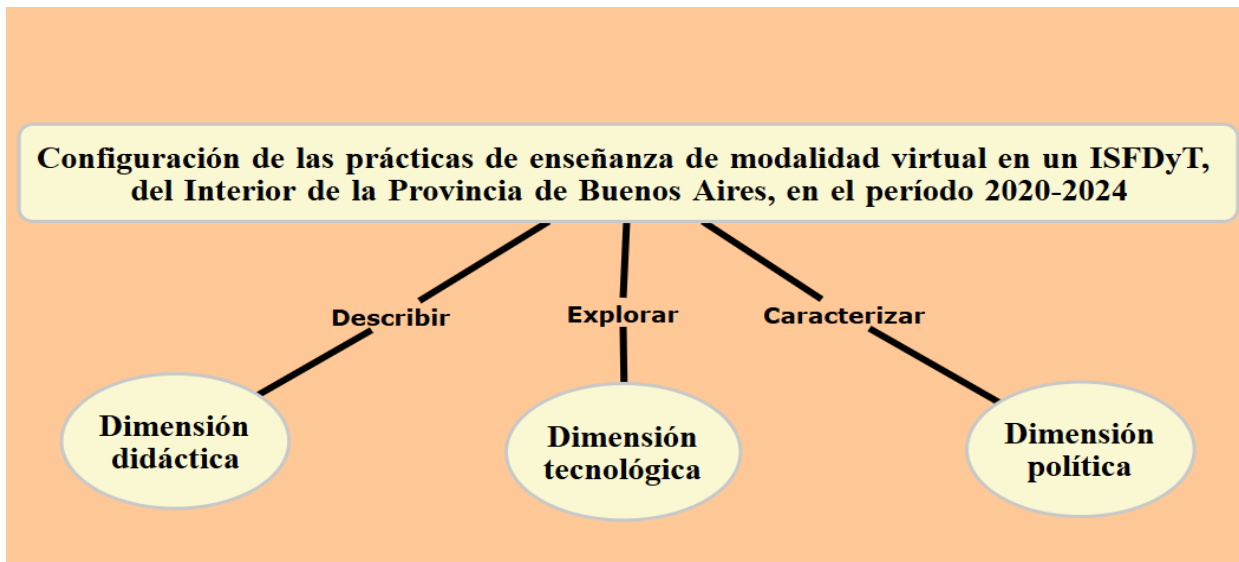 Configuración de las prácticas de enseñanza de modalidad virtual en un ISFDyT,
del Interior de la Provincia de Buenos Aires, en el período 2020-2024
Describir
Explorar
Caracterizar
Dimensión
didáctica
Dimensión
tecnológica
Dimensión
política